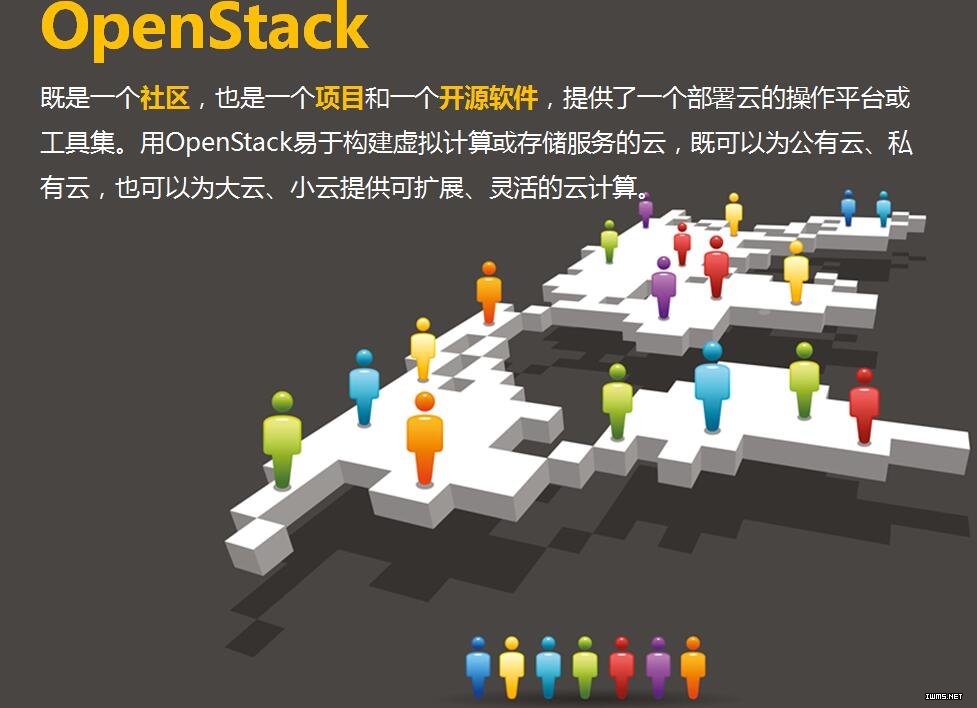 OpenStack
既是一个社区，也是一个项目和一个开源软件，提供了一个部署云的操作平台或
工具集。用OpenStack易于构建虚拟计算或存储服务的云，既可以为公有云、私
有云，也可以为大云、小云提供可扩展、灵活的云计算。
IWMS.NET